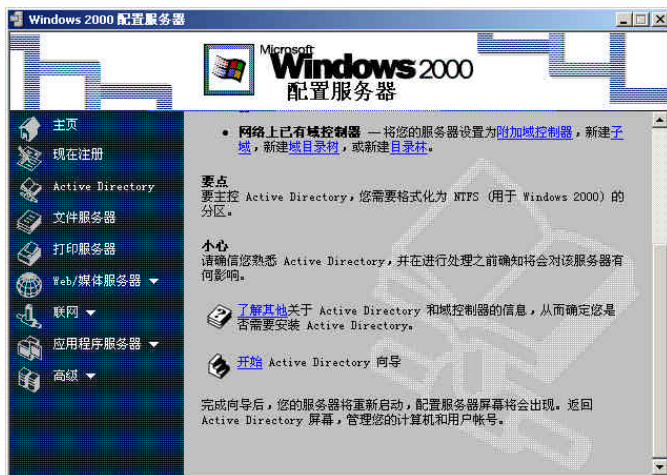 Windows 2000 配置服务器
Microsoft
Windows 2000
配置服务器
主页
现在注册
Active Directory
文件服务器
打印服务器
Web/媒体服务器
联网
应用程序服务器
高级
• 网络上已有域控制器 — 将您的服务器设置为附加域控制器，新建子
域，新建域目录树，或新建目录林。
要点
要主控 Active Directory，您需要格式化为 NTFS (用于 Windows 2000) 的
分区。
小心
请确信您熟悉 Active Directory，并在进行处理之前确知将会对该服务器有
何影响。
了解其他关于 Active Directory 和域控制器的信息，从而确定您是
否需要安装 Active Directory。
开始 Active Directory 向导
完成向导后，您的服务器将重新启动，配置服务器屏幕将会出现。返回
Active Directory 屏幕，管理您的计算机和用户帐号。